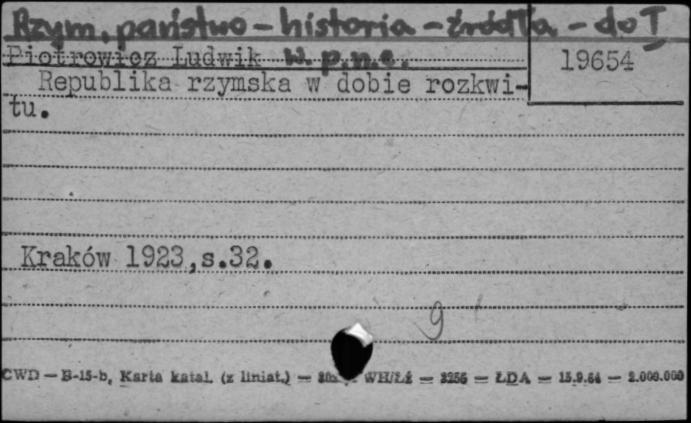 Rzym, państwo - historia - źródła - do I
w. p.n.e.
Piotrowicz Ludwik
19654
Republika rzymska w dobie rozkwi-
tu.
Kraków 1923, s.32.
9
CWD — B-15-b, Karta katal. (z liniat.) — WH/Łź — 3256 — ŁDA — 15.9.64 — 2.000.000